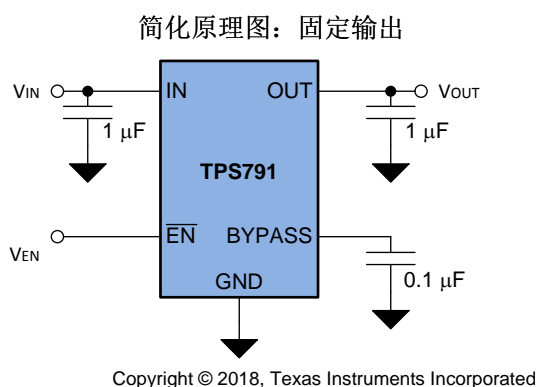 简化原理图：固定输出
VIN
IN
OUT
VOUT
1 μF
1 μF
TPS791
VEN
EN
BYPASS
0.1 μF
GND
Copyright © 2018, Texas Instruments Incorporated